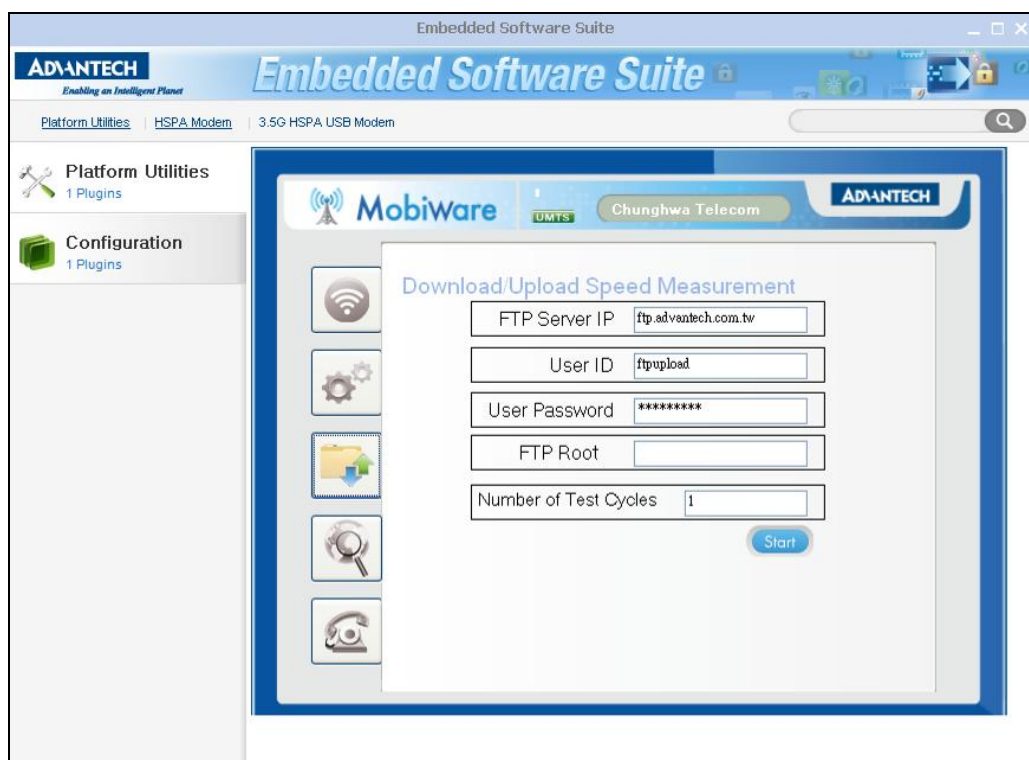 Embedded Software Suite
ADVANTECH
Enabling an Intelligent Planet
Embedded Software Suite
Platform Utilities | HSPA Modem | 3.5G HSPA USB Modem
Platform Utilities
1 Plugins
Configuration
1 Plugins
Mobiware
UMTS
Chunghwa Telecom
ADVANTECH
Download/Upload Speed Measurement
FTP Server IP ftp.advantech.com.tw
User ID ftpupload
User Password *********
FTP Root
Number of Test Cycles 1
Start